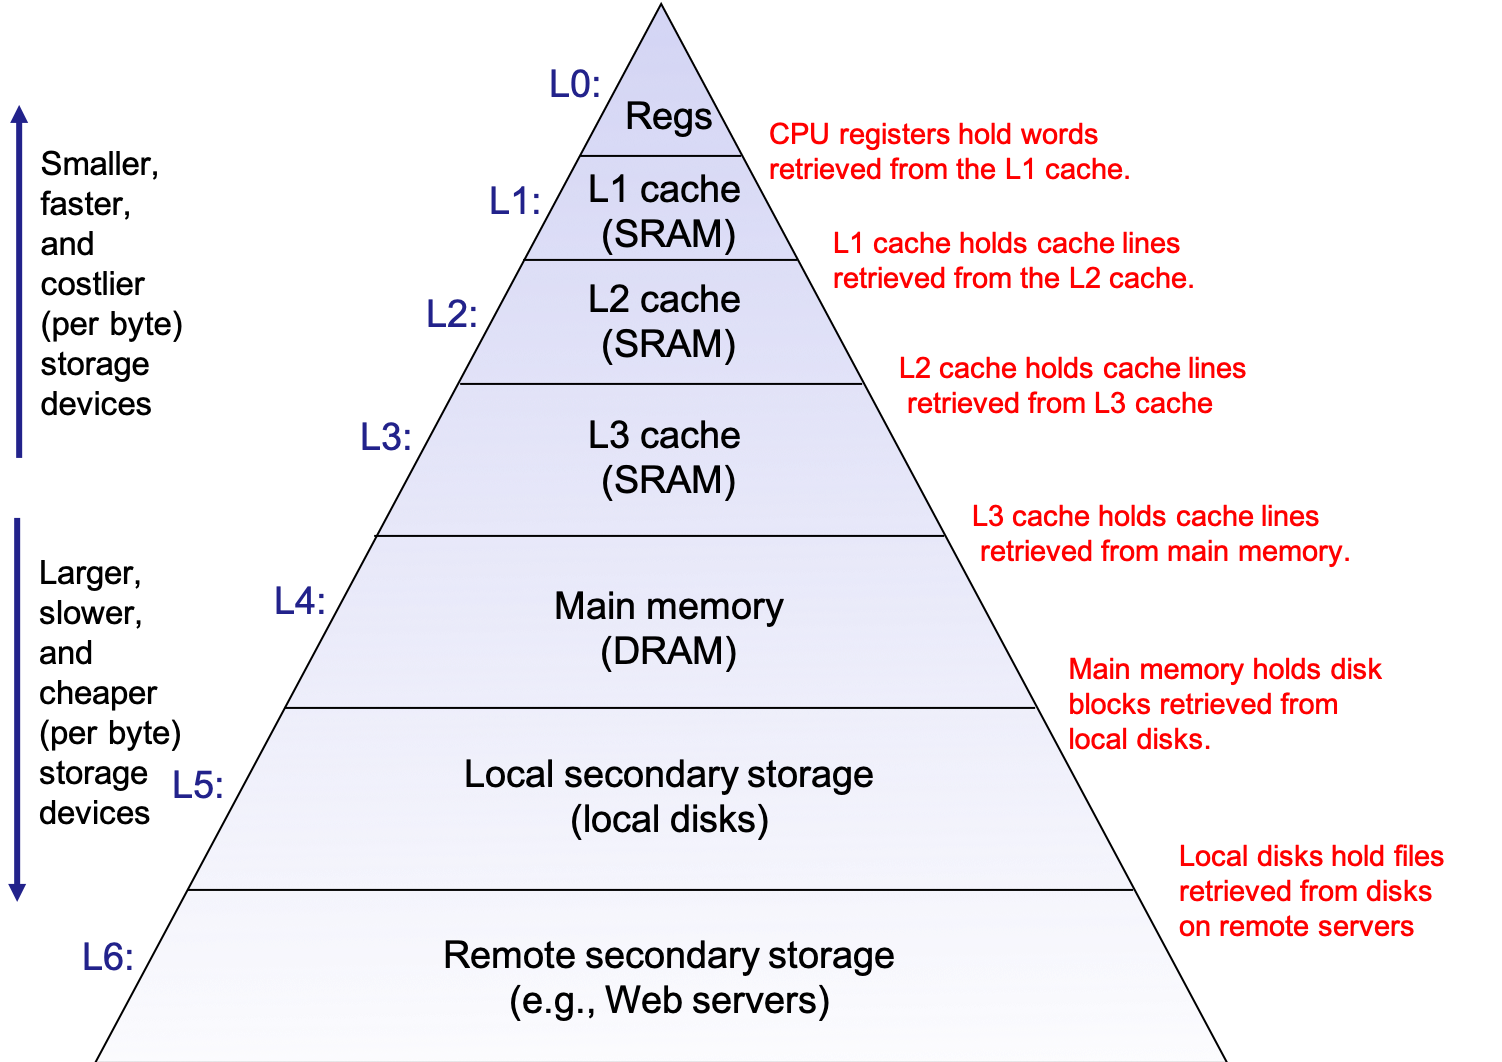 L0:
Regs
CPU registers hold words
retrieved from the L1 cache.
L1:
L1 cache
(SRAM)
L1 cache holds cache lines
retrieved from the L2 cache.
L2:
L2 cache
(SRAM)
L2 cache holds cache lines
retrieved from L3 cache
L3:
L3 cache
(SRAM)
L3 cache holds cache lines
retrieved from main memory.
L4:
Main memory
(DRAM)
Main memory holds disk
blocks retrieved from
local disks.
L5:
Local secondary storage
(local disks)
Local disks hold files
retrieved from disks
on remote servers
L6:
Remote secondary storage
(e.g., Web servers)
Smaller,
faster,
and
costlier
(per byte)
storage
devices
Larger,
slower,
and
cheaper
(per byte)
storage
devices